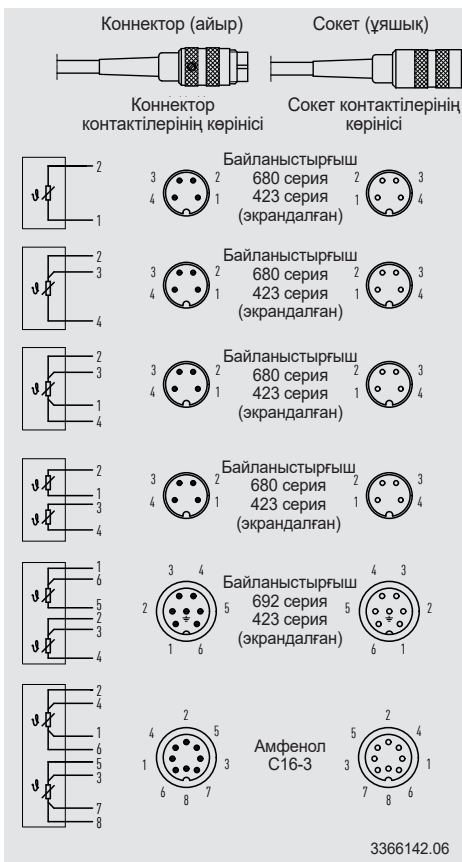 Коннектор (айыр) Сокет (ұяшық)
Коннектор контактілерінің көрінісі
Сокет контактілерінің көрінісі
2
1
3 2
4 1
Байланыстырғыш
680 серия
423 серия
(экрандалған)
2 3
1 4
2
3
4
3 2
4 1
Байланыстырғыш
680 серия
423 серия
(экрандалған)
2 3
1 4
2
3
1
4
3 2
4 1
Байланыстырғыш
680 серия
423 серия
(экрандалған)
2 3
1 4
2
1
3
4
3 2
4 1
Байланыстырғыш
680 серия
423 серия
(экрандалған)
2 3
1 4
1
6
5
2
3
4
3 4
2 5
1 6
Байланыстырғыш
692 серия
423 серия
(экрандалған)
4 3
5 2
6 1
2
4
1
6
5
3
7
8
2
4 5
1 3
6 7
8
Амфенол
C16-3
2
5 4
3 1
7 6
8
3366142.06